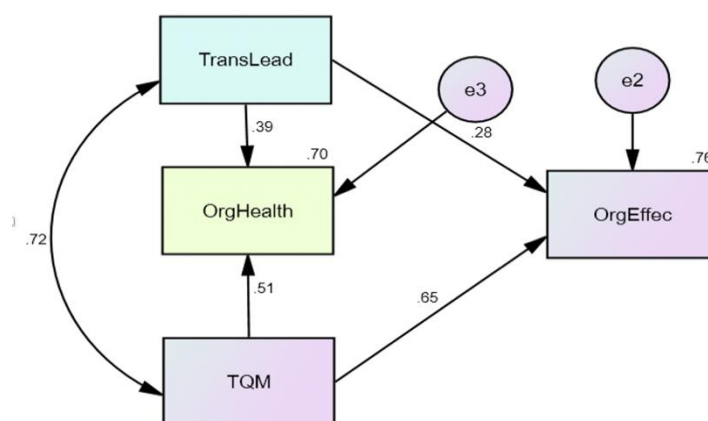 TransLead
e3
e2
.39
.28
.70
.76
OrgHealth
OrgEffec
.72
.51
.65
TQM